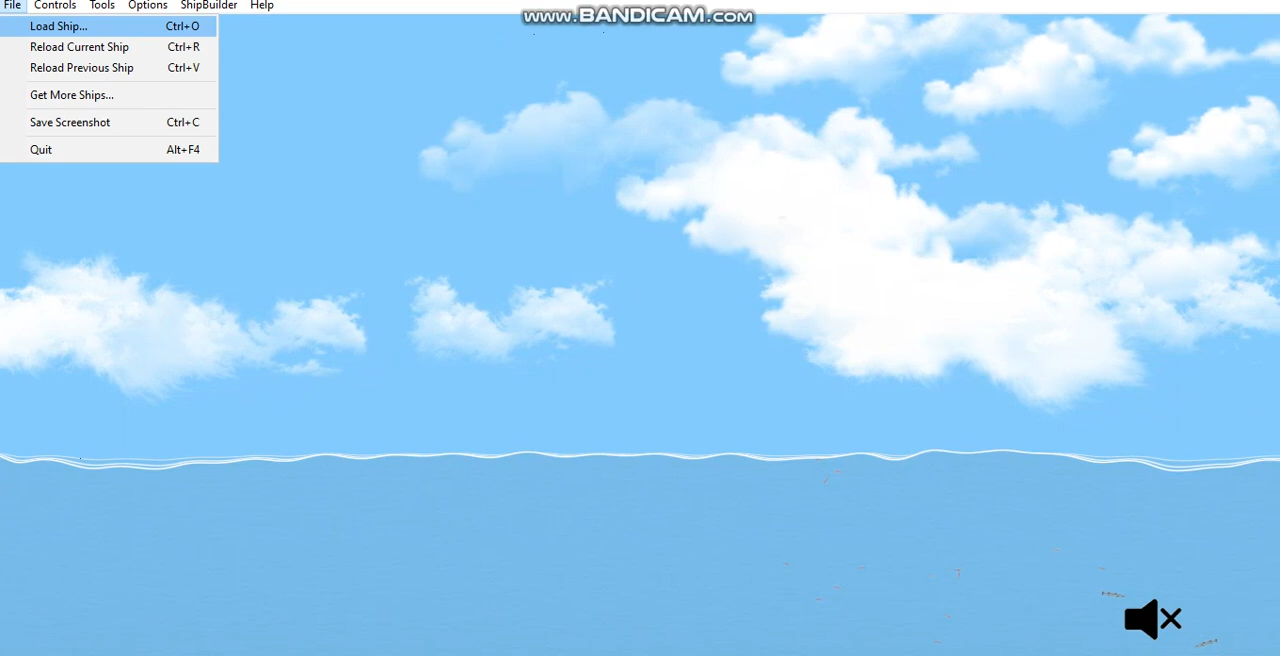 File Controls Tools Options ShipBuilder Help
www.BANDICAM.com
Load Ship... Ctrl+O
Reload Current Ship Ctrl+R
Reload Previous Ship Ctrl+V
Get More Ships...
Save Screenshot Ctrl+C
Quit Alt+F4